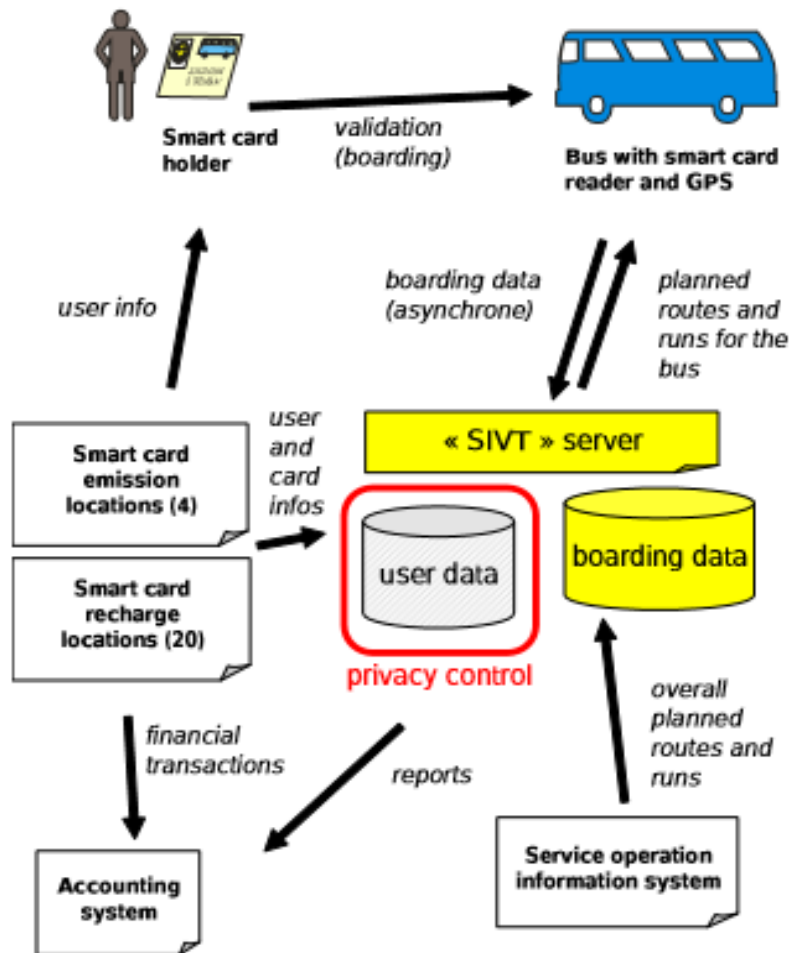 Smart card
holder
validation
(boarding)
Bus with smart card
reader and GPS
user info
boarding data
(asynchrone)
planned
routes and
runs for the
bus
Smart card
emission
locations (4)
user
and
card
infos
« SIVT » server
user data
boarding data
Smart card
recharge
locations (20)
privacy control
financial
transactions
reports
overall
planned
routes and
runs
Accounting
system
Service operation
information system